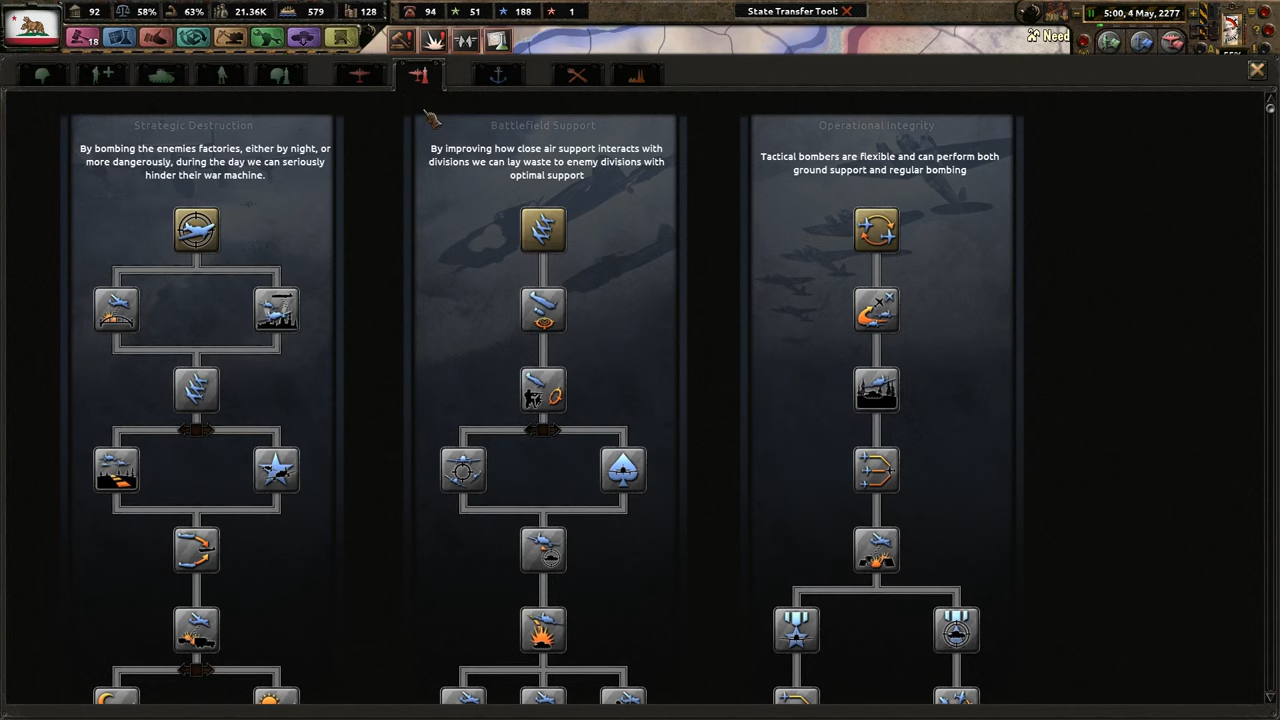 92 58% 63% 21.36K 579 128 94 51 188 1
State Transfer Tool:
5:00, 4 May, 2277
18
Need
Strategic Destruction
By bombing the enemies factories, either by night, or
more dangerously, during the day we can seriously
hinder their war machine.
Battlefield Support
By improving how close air support interacts with
divisions we can lay waste to enemy divisions with
optimal support
Operational Integrity
Tactical bombers are flexible and can perform both
ground support and regular bombing